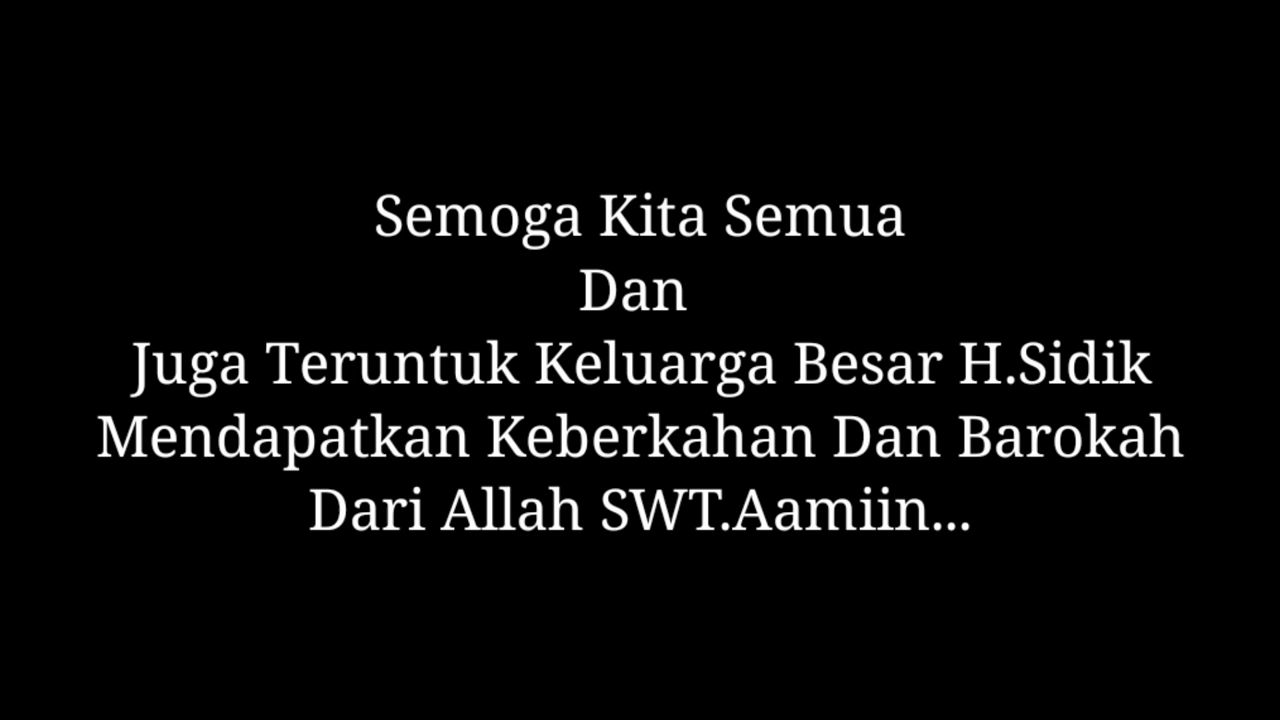 Semoga Kita Semua
Dan
Juga Teruntuk Keluarga Besar H.Sidik
Mendapatkan Keberkahan Dan Barokah
Dari Allah SWT.Aamiin...